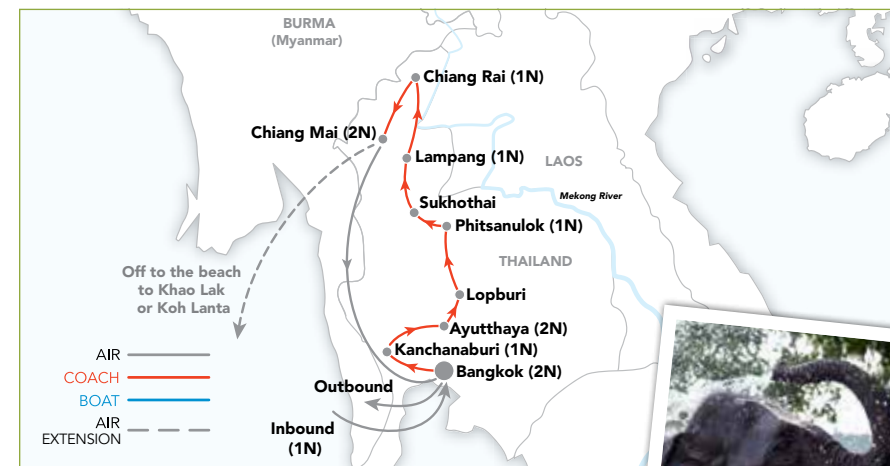 BURMA
(Myanmar)
Chiang Rai (1N)
Chiang Mai (2N)
Lampang (1N)
LAOS
Mekong River
Sukhothai
Phitsanulok (1N)
THAILAND
Off to the beach
to Khao Lak
or Koh Lanta
Lopburi
Ayutthaya (2N)
Kanchanaburi (1N)
Bangkok (2N)
Outbound
Inbound
(1N)
AIR
COACH
BOAT
AIR
EXTENSION